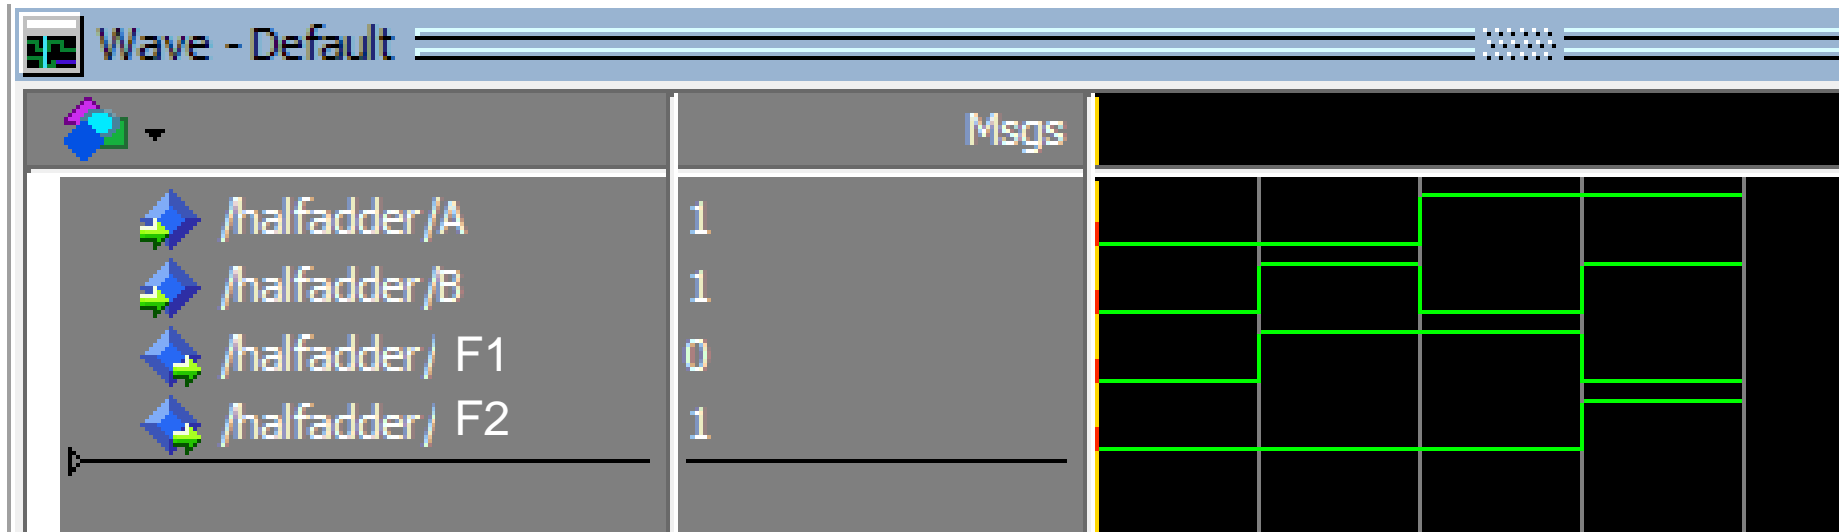 Wave - Default
Msgs
/halfadder/A 1
/halfadder/B 1
/halfadder/ F1 0
/halfadder/ F2 1